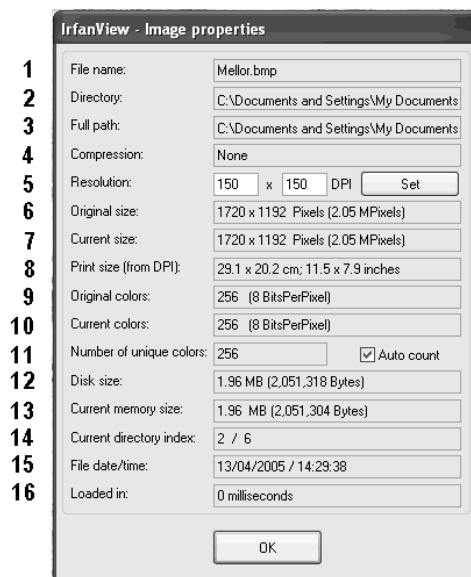 IrfanView - Image properties
1 File name: Mellor.bmp
2 Directory: C:\Documents and Settings\My Documents
3 Full path: C:\Documents and Settings\My Documents
4 Compression: None
5 Resolution: 150 x 150 DPI Set
6 Original size: 1720 x 1192 Pixels (2.05 MPixels)
7 Current size: 1720 x 1192 Pixels (2.05 MPixels)
8 Print size (from DPI): 29.1 x 20.2 cm; 11.5 x 7.9 inches
9 Original colors: 256 (8 BitsPerPixel)
10 Current colors: 256 (8 BitsPerPixel)
11 Number of unique colors: 256 Auto count
12 Disk size: 1.96 MB (2,051,318 Bytes)
13 Current memory size: 1.96 MB (2,051,304 Bytes)
14 Current directory index: 2 / 6
15 File date/time: 13/04/2005 / 14:29:38
16 Loaded in: 0 milliseconds
OK